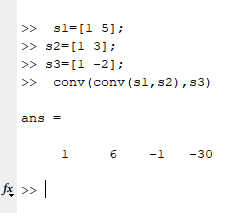 >> s1=[1 5];
>> s2=[1 3];
>> s3=[1 -2];
>> conv(conv(s1,s2),s3)
ans =
1 6 -1 -30
fx >>